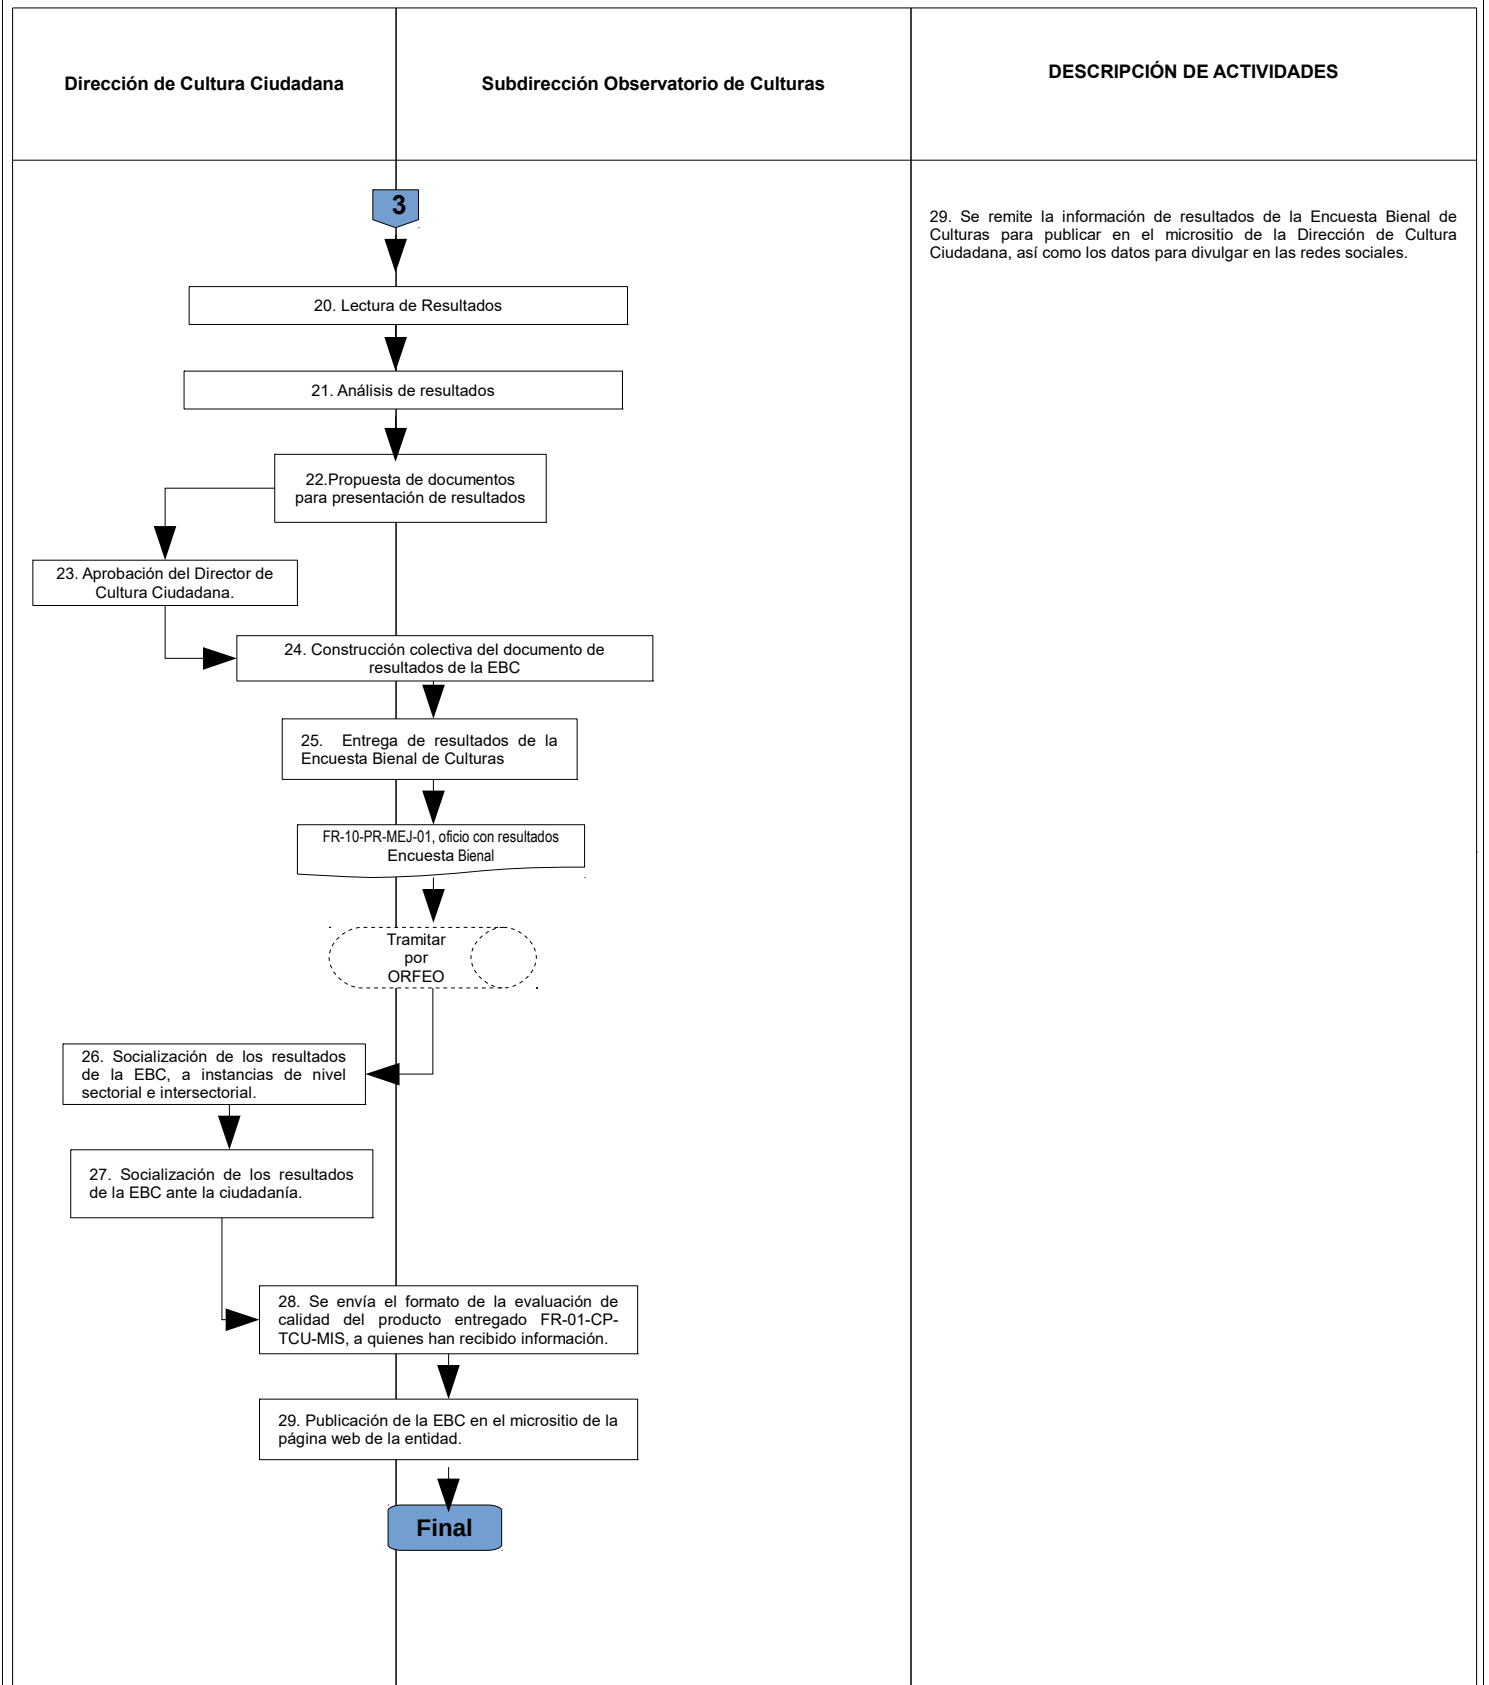 Dirección de Cultura Ciudadana
Subdirección Observatorio de Culturas
DESCRIPCIÓN DE ACTIVIDADES
3
29. Se remite la información de resultados de la Encuesta Bienal de
Culturas para publicar en el micrositio de la Dirección de Cultura
Ciudadana, así como los datos para divulgar en las redes sociales.
20. Lectura de Resultados
21. Análisis de resultados
22.Propuesta de documentos
para presentación de resultados
23. Aprobación del Director de
Cultura Ciudadana.
24. Construcción colectiva del documento de
resultados de la EBC
25. Entrega de resultados de la
Encuesta Bienal de Culturas
FR-10-PR-MEJ-01, oficio con resultados
Encuesta Bienal
Tramitar
por
ORFEO
26. Socialización de los resultados
de la EBC, a instancias de nivel
sectorial e intersectorial.
27. Socialización de los resultados
de la EBC ante la ciudadanía.
28. Se envía el formato de la evaluación de
calidad del producto entregado FR-01-CP-
TCU-MIS, a quienes han recibido información.
29. Publicación de la EBC en el micrositio de la
página web de la entidad.
Final